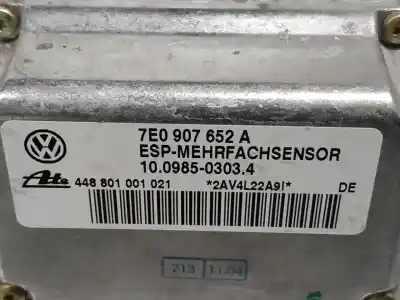 7E0 907 652 A
ESP-MEHRFACHSENSOR
10.0985-0303.4
Ate 448 801 001 021 *2AV4L22A9I* DE
213 11.04